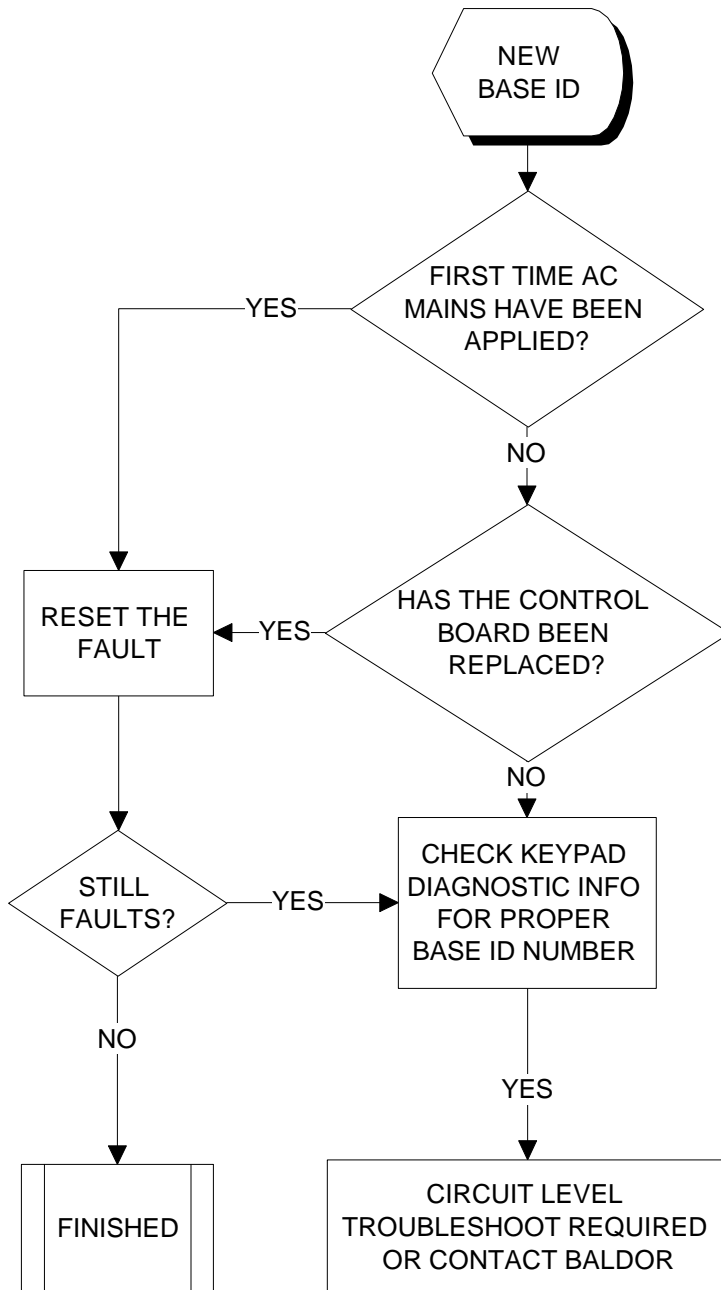 NEW
BASE ID
FIRST TIME AC
MAINS HAVE BEEN
APPLIED?
YES
NO
HAS THE CONTROL
BOARD BEEN
REPLACED?
YES
RESET THE
FAULT
NO
CHECK KEYPAD
DIAGNOSTIC INFO
FOR PROPER
BASE ID NUMBER
STILL
FAULTS?
YES
NO
YES
FINISHED
CIRCUIT LEVEL
TROUBLESHOOT REQUIRED
OR CONTACT BALDOR